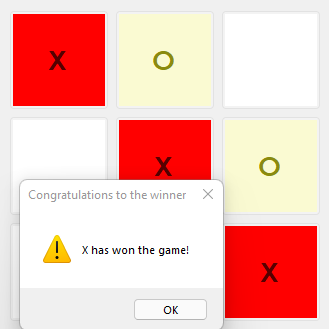 X O
X O
Congratulations to the winner
X has won the game!
X
OK